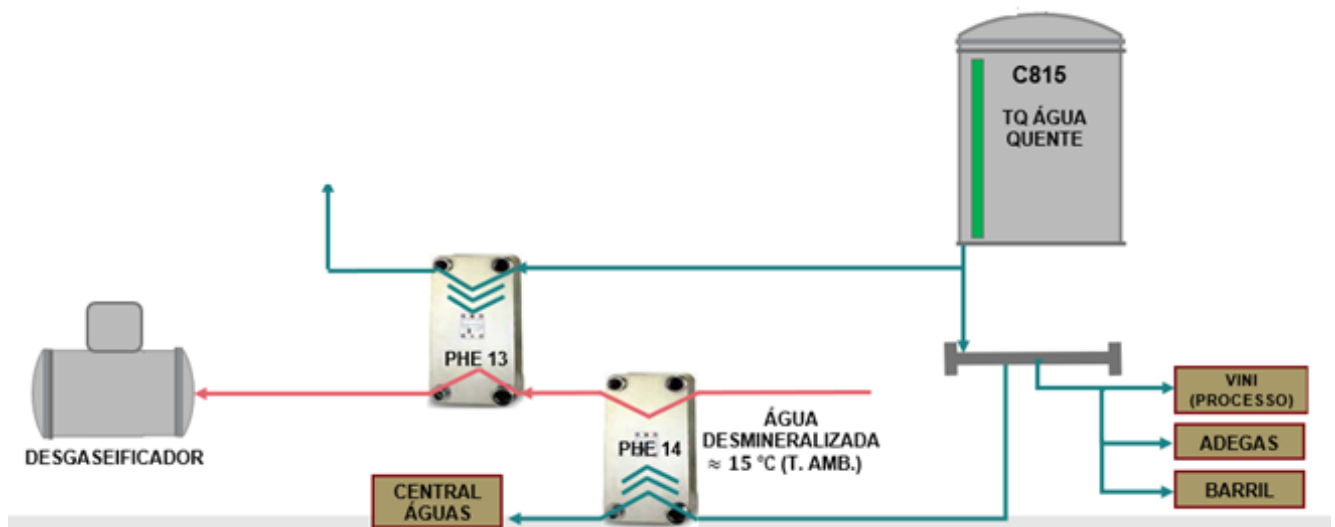 C815
TQ ÁGUA
QUENTE
PHE 13
VINI
(PROCESSO)
ÁGUA
DESMINERALIZADA
≈ 15 °C (T. AMB.)
PHE 14
ADEGAS
DESGASEIFICADOR
CENTRAL
ÁGUAS
BARRIL